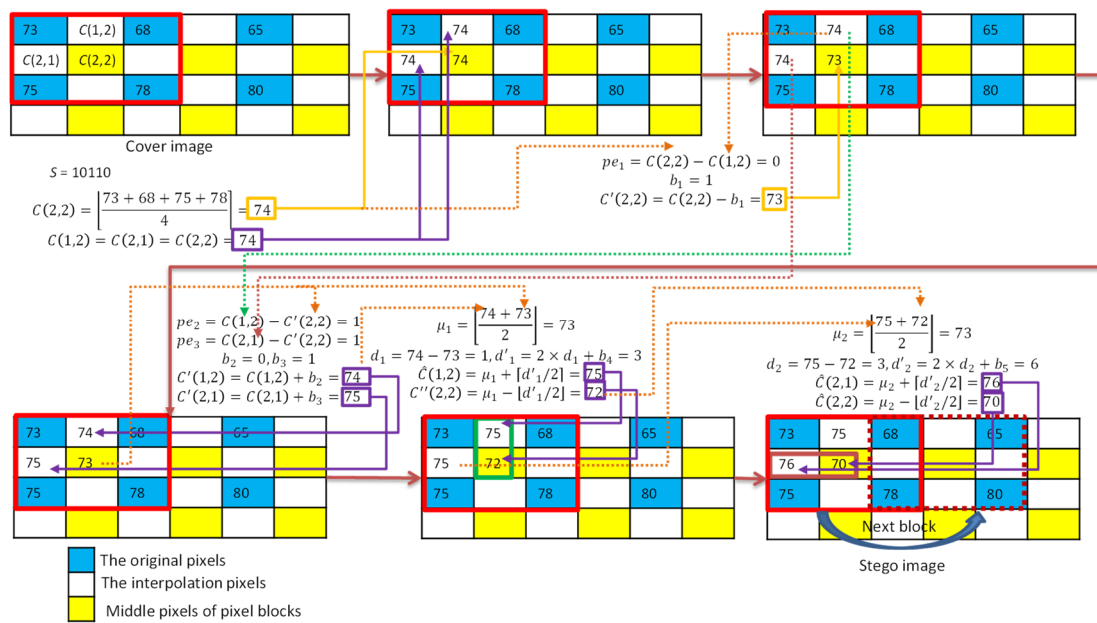 73 C(1,2) 68 65
C(2,1) C(2,2)
75 78 80
Cover image
73 74 68 65
74 74
75 78 80
73 74 68 65
74 73
75 78 80
S = 10110
C(2,2) = ⌊(73 + 68 + 75 + 78)/4⌋ = 74
C(1,2) = C(2,1) = C(2,2) = 74
pe₁ = C(2,2) − C(1,2) = 0
b₁ = 1
C′(2,2) = C(2,2) − b₁ = 73
pe₂ = C(1,2) − C′(2,2) = 1
pe₃ = C(2,1) − C′(2,2) = 1
b₂ = 0, b₃ = 1
C′(1,2) = C(1,2) + b₂ = 74
C′(2,1) = C(2,1) + b₃ = 75
μ₁ = ⌊(74 + 73)/2⌋ = 73
d₁ = 74 − 73 = 1, d′₁ = 2 × d₁ + b₄ = 3
Ĉ(1,2) = μ₁ + ⌈d′₁/2⌉ = 75
C′′(2,2) = μ₁ − ⌊d′₁/2⌋ = 72
μ₂ = ⌊(75 + 72)/2⌋ = 73
d₂ = 75 − 72 = 3, d′₂ = 2 × d₂ + b₅ = 6
Ĉ(2,1) = μ₂ + ⌈d′₂/2⌉ = 76
Ĉ(2,2) = μ₂ − ⌊d′₂/2⌋ = 70
73 74 68 65
75 73
75 78 80
73 75 68 65
75 72
75 78 80
73 75 68 65
76 70
75 78 80
Next block
Stego image
The original pixels
The interpolation pixels
Middle pixels of pixel blocks